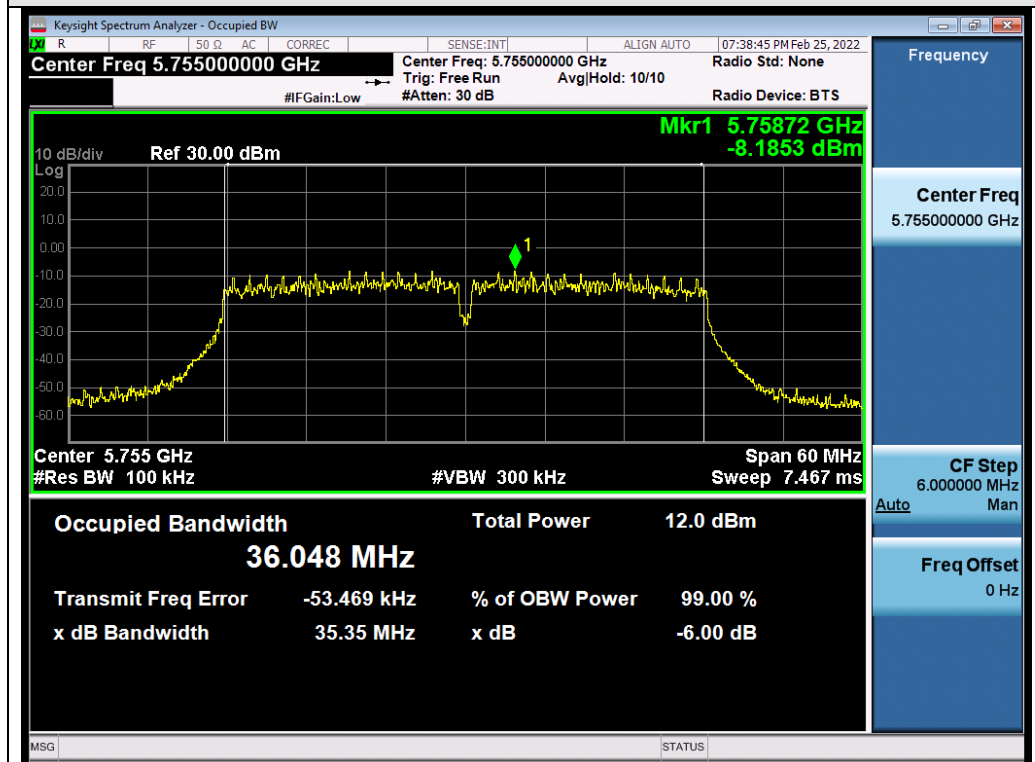 Keysight Spectrum Analyzer - Occupied BW
LXI R RF 50 Ω AC CORREC SENSE:INT ALIGN AUTO 07:38:45 PM Feb 25, 2022
Center Freq 5.755000000 GHz
Center Freq: 5.755000000 GHz Radio Std: None
Trig: Free Run Avg|Hold: 10/10
#IFGain:Low #Atten: 30 dB Radio Device: BTS
Mkr1 5.75872 GHz
-8.1853 dBm
10 dB/div Ref 30.00 dBm
Log
20.0
10.0
0.00
-10.0
-20.0
-30.0
-40.0
-50.0
-60.0
1
Center 5.755 GHz Span 60 MHz
#Res BW 100 kHz #VBW 300 kHz Sweep 7.467 ms
Occupied Bandwidth Total Power 12.0 dBm
36.048 MHz
Transmit Freq Error -53.469 kHz % of OBW Power 99.00 %
x dB Bandwidth 35.35 MHz x dB -6.00 dB
Frequency
Center Freq
5.755000000 GHz
CF Step
6.000000 MHz
Auto Man
Freq Offset
0 Hz
MSG STATUS